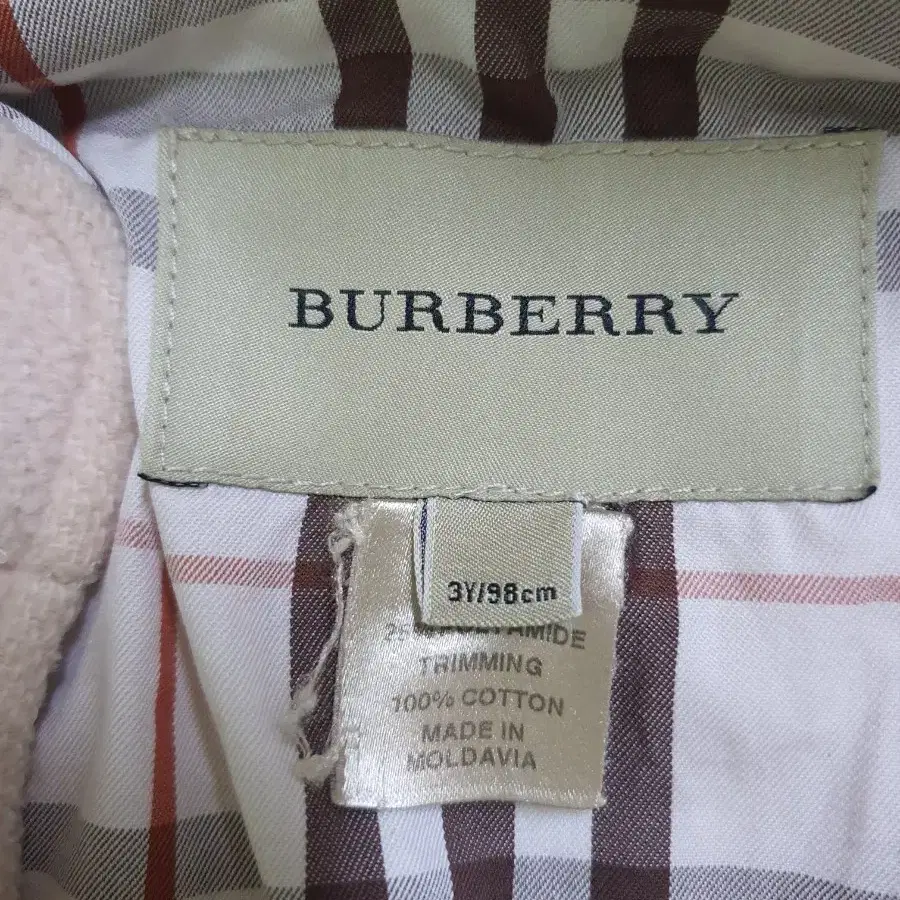 BURBERRY
3Y/98cm
TRIMMING
100% COTTON
MADE IN
MOLDAVIA